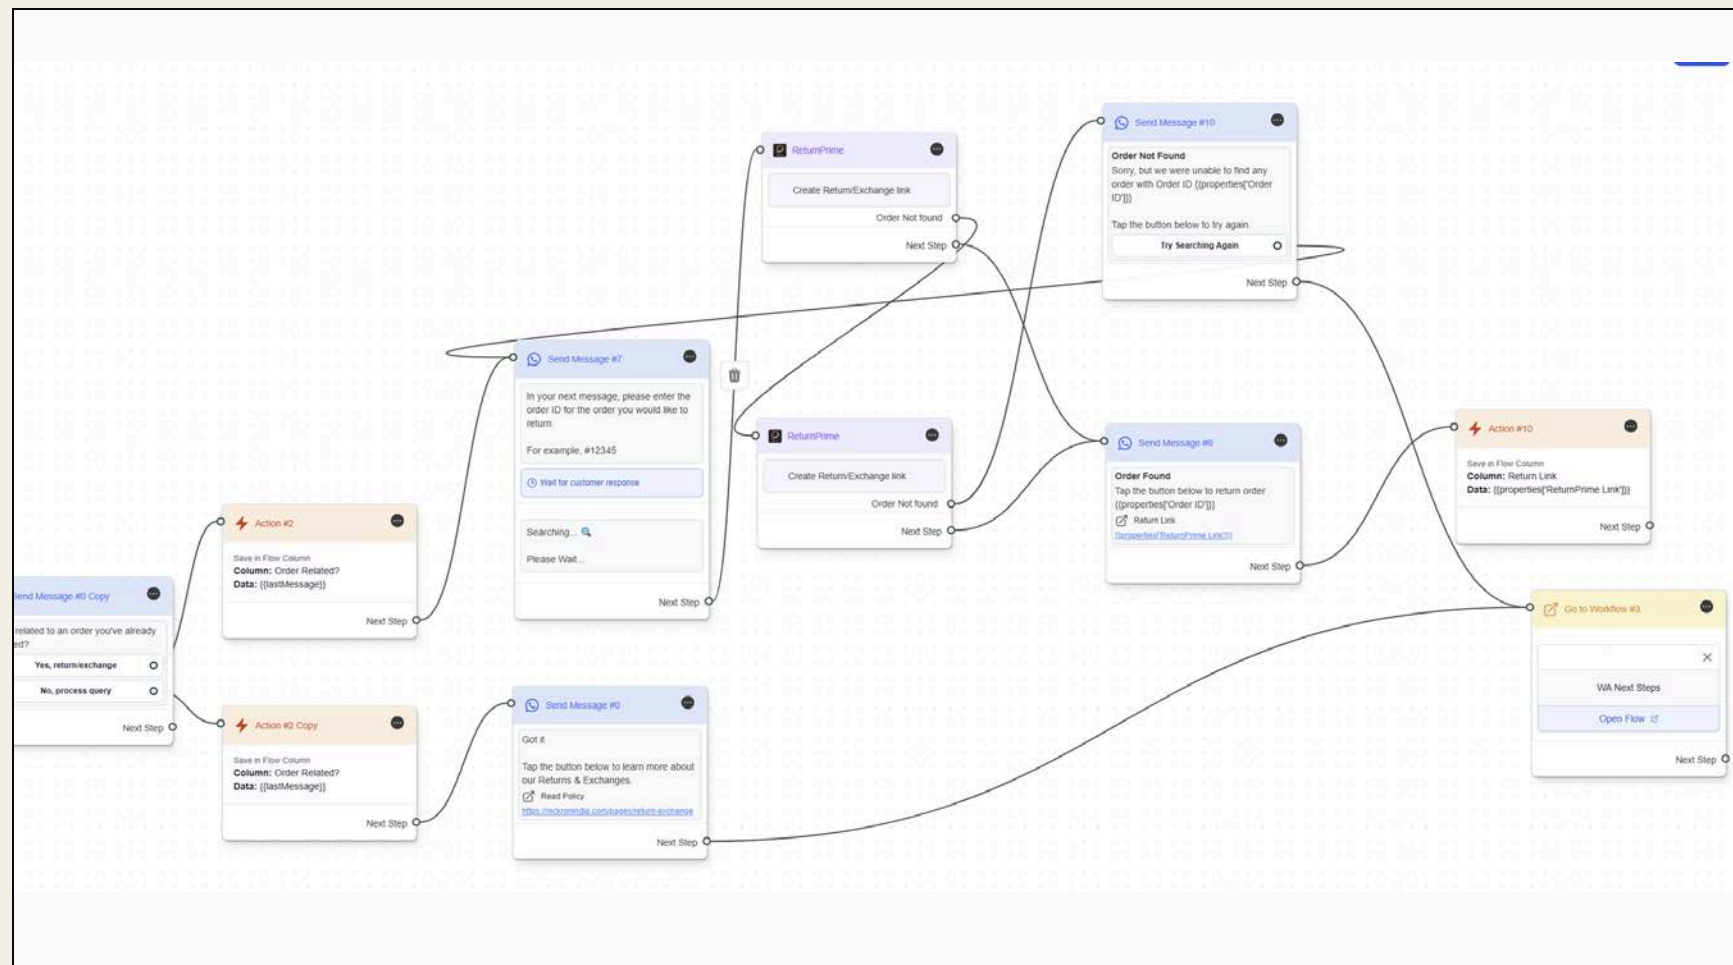 Send Message #0 Copy
related to an order you've already
ed?
Yes, return/exchange
No, process query
Next Step
Action #2
Save in Flow Column
Column: Order Related?
Data: {{lastMessage}}
Next Step
Action #2 Copy
Save in Flow Column
Column: Order Related?
Data: {{lastMessage}}
Next Step
Send Message #7
In your next message, please enter the
order ID for the order you would like to
return.
For example, #12345
Wait for customer response
Searching...
Please Wait...
Next Step
Send Message #0
Got it.
Tap the button below to learn more about
our Returns & Exchanges.
Read Policy
Next Step
ReturnPrime
Create Return/Exchange link
Order Not found
Next Step
ReturnPrime
Create Return/Exchange link
Order Not found
Next Step
Send Message #10
Order Not Found
Sorry, but we were unable to find any
order with Order ID {{properties['Order
ID']}}
Tap the button below to try again.
Try Searching Again
Next Step
Send Message #8
Order Found
Tap the button below to return order
{{properties['Order ID']}}
Return Link
{{properties['ReturnPrime Link']}}
Next Step
Action #10
Save in Flow Column
Column: Return Link
Data: {{properties['ReturnPrime Link']}}
Next Step
Go to Workflow #3
WA Next Steps
Open Flow
Next Step